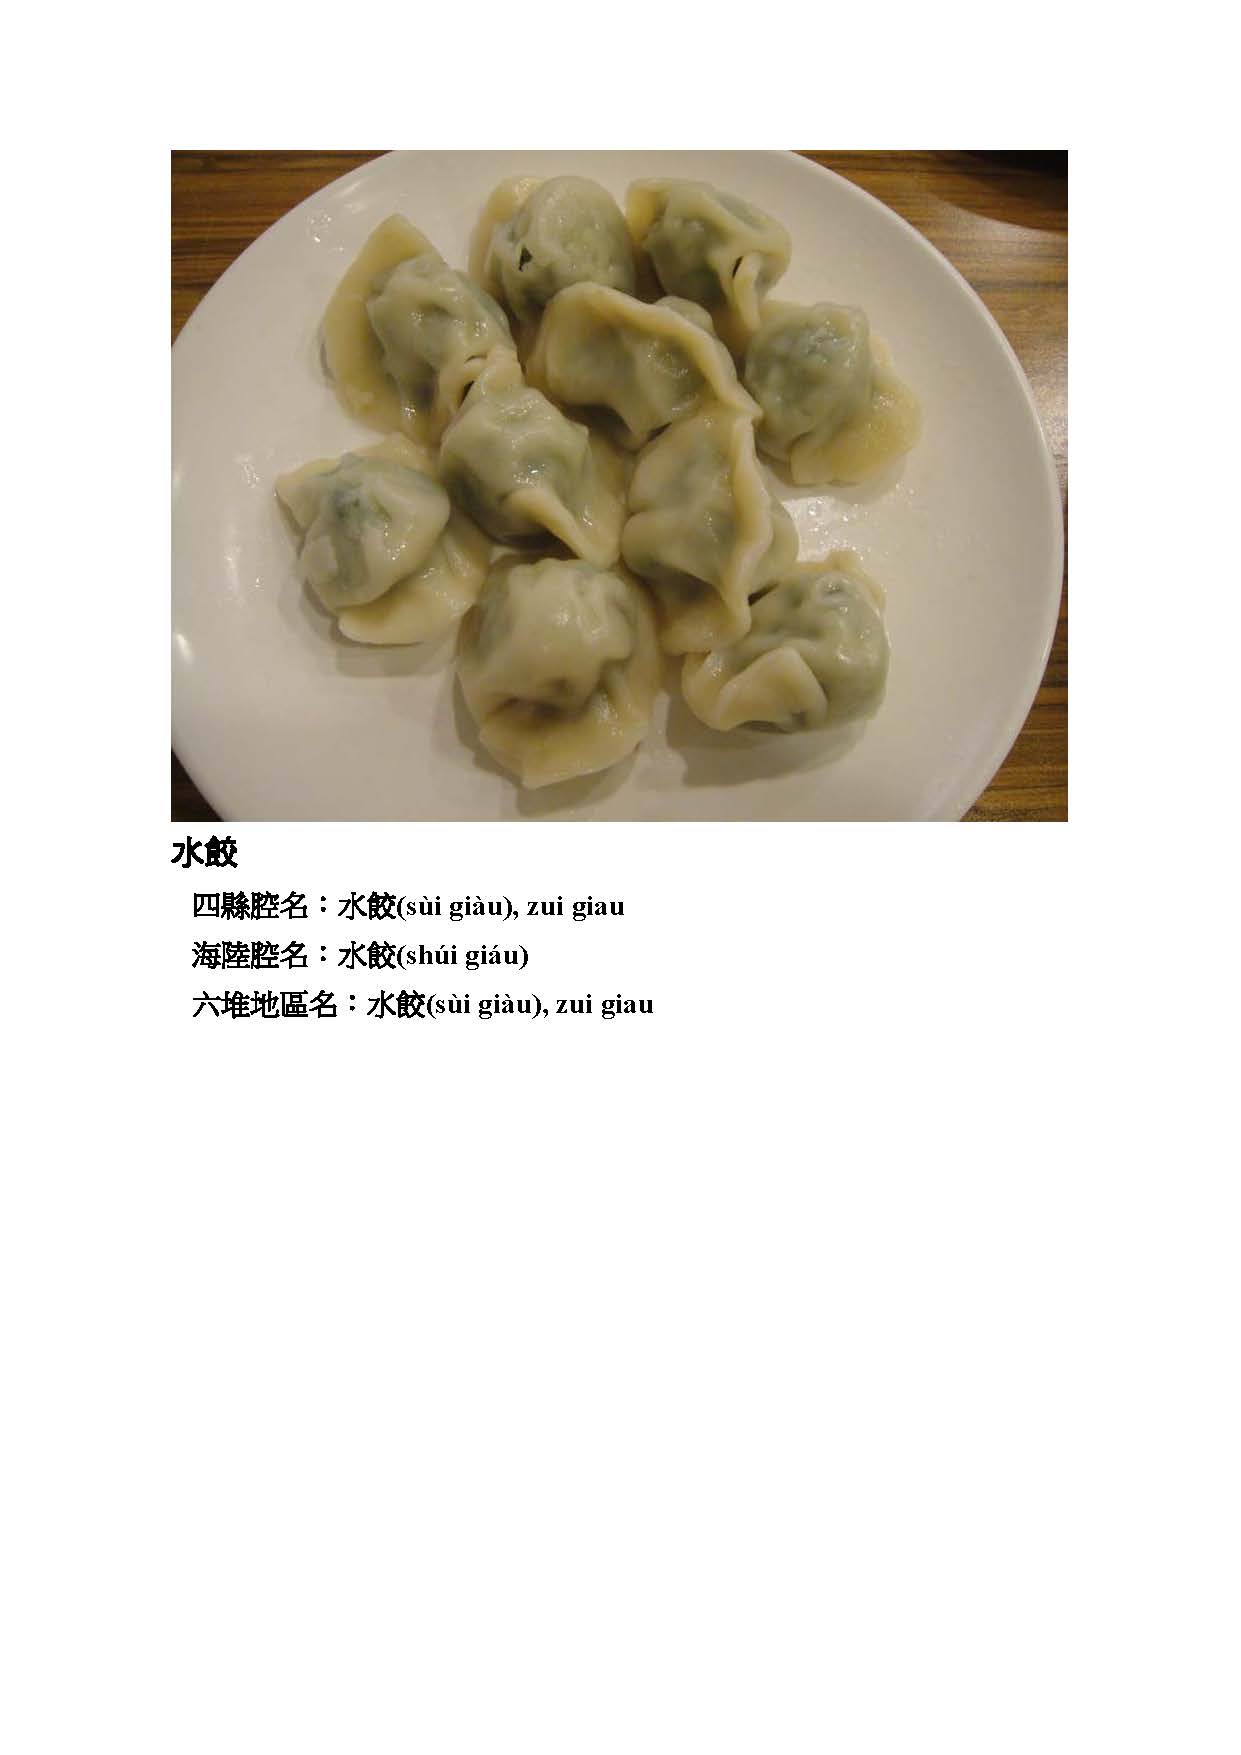 水餃
四縣腔名：水餃(sùi giàu), zui giau
海陸腔名：水餃(shúi giáu)
六堆地區名：水餃(sùi giàu), zui giau